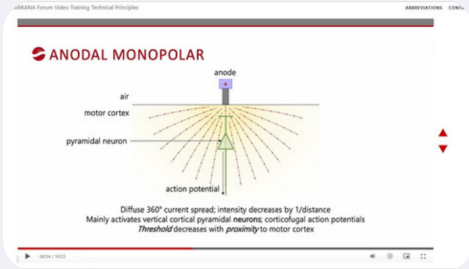 ARKANA Forum Video Training Technical Principles
ABBREVIATIONS
ANODAL MONOPOLAR
anode
air
motor cortex
pyramidal neuron
action potential
Diffuse 360° current spread; intensity decreases by 1/distance
Mainly activates vertical cortical pyramidal neurons; corticofugal action potentials
Threshold decreases with proximity to motor cortex